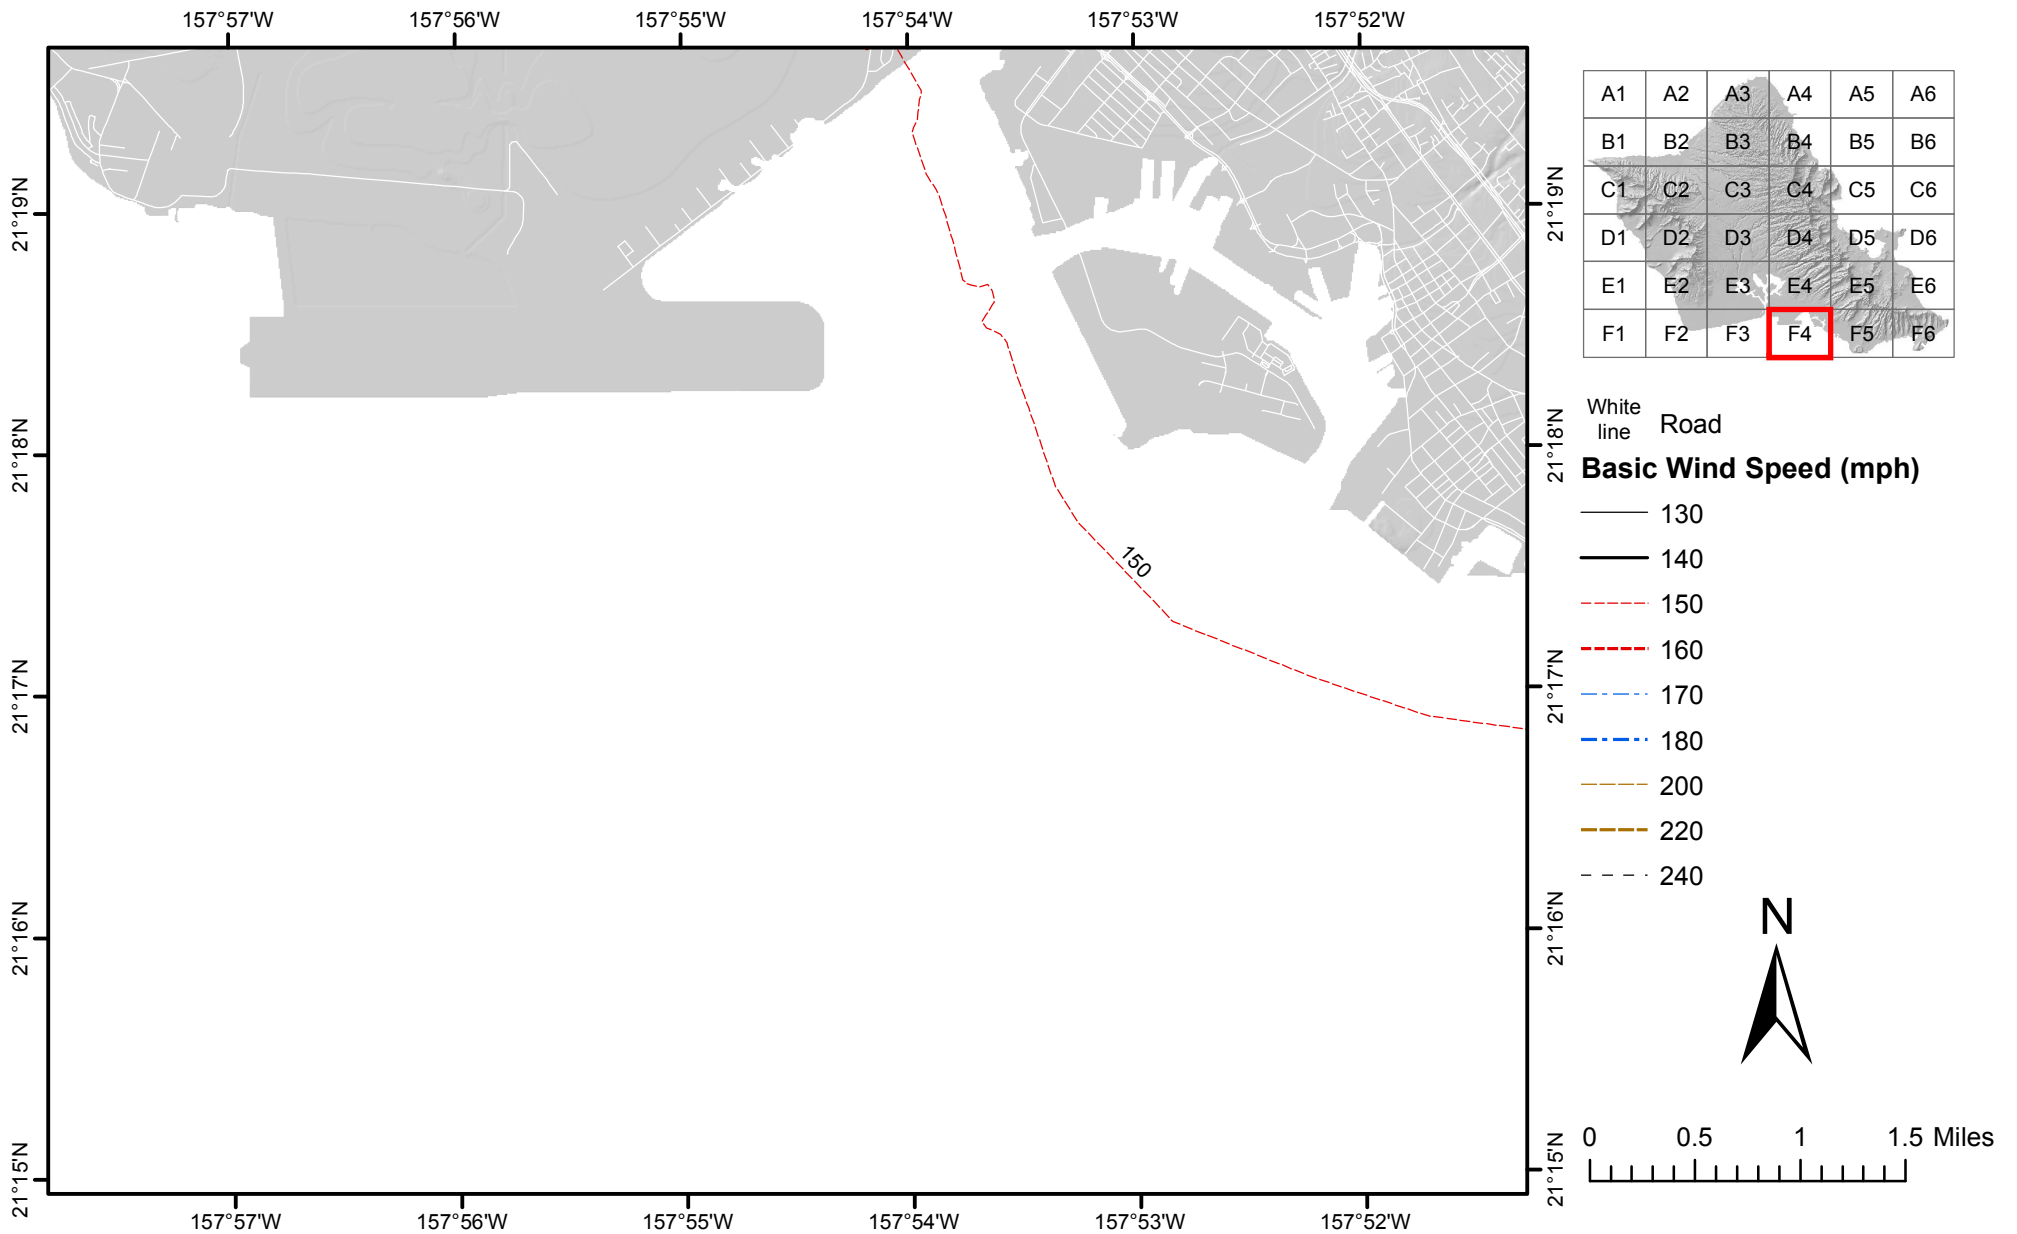 157°57'W 157°56'W 157°55'W 157°54'W 157°53'W 157°52'W
21°19'N
21°18'N
21°17'N
21°16'N
21°15'N
150
21°19'N
21°18'N
21°17'N
21°16'N
21°15'N
157°57'W 157°56'W 157°55'W 157°54'W 157°53'W 157°52'W
A1 A2 A3 A4 A5 A6
B1 B2 B3 B4 B5 B6
C1 C2 C3 C4 C5 C6
D1 D2 D3 D4 D5 D6
E1 E2 E3 E4 E5 E6
F1 F2 F3 F4 F5 F6
White
line Road
Basic Wind Speed (mph)
130
140
150
160
170
180
200
220
240
N
0 0.5 1 1.5 Miles